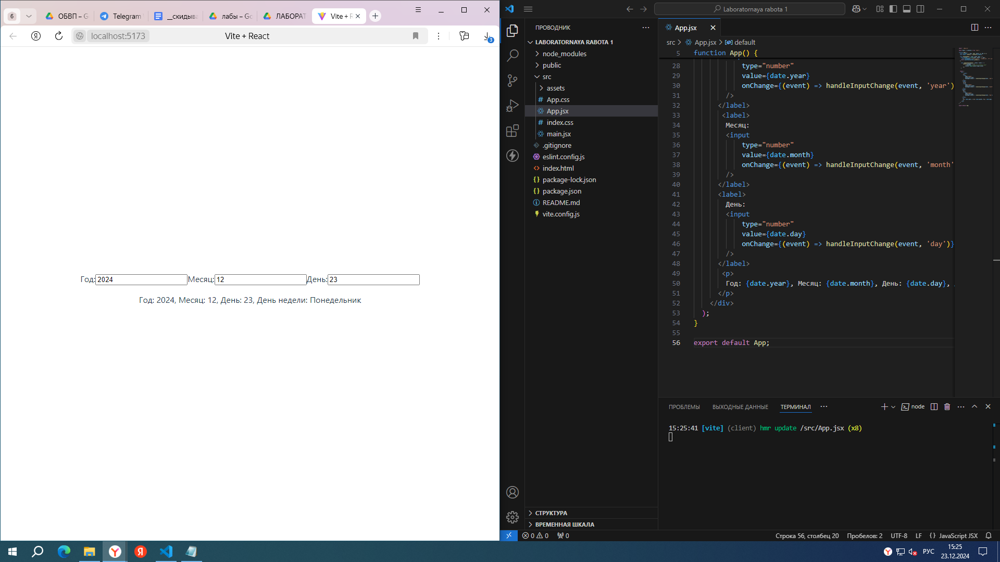 6
ОБВП – G
Telegram
__скидыва
лабы – Go
ЛАБОРАТ
Vite + R
localhost:5173
Vite + React
3
Год:
2024
Месяц:
12
День:
23
Год: 2024, Месяц: 12, День: 23, День недели: Понедельник
Laboratornaya rabota 1
ПРОВОДНИК
LABORATORNAYA RABOTA 1
node_modules
public
src
assets
App.css
App.jsx
index.css
main.jsx
.gitignore
eslint.config.js
index.html
package-lock.json
package.json
README.md
vite.config.js
СТРУКТУРА
ВРЕМЕННАЯ ШКАЛА
App.jsx
src > App.jsx > default
5 function App() {
28 type="number"
29 value={date.year}
30 onChange={(event) => handleInputChange(event, 'year')
31 />
32 </label>
33 <label>
34 Месяц:
35 <input
36 type="number"
37 value={date.month}
38 onChange={(event) => handleInputChange(event, 'month'
39 />
40 </label>
41 <label>
42 День:
43 <input
44 type="number"
45 value={date.day}
46 onChange={(event) => handleInputChange(event, 'day')}
47 />
48 </label>
49 <p>
50 Год: {date.year}, Месяц: {date.month}, День: {date.day},
51 </p>
52 </div>
53 );
54 }
55
56 export default App;
ПРОБЛЕМЫ ВЫХОДНЫЕ ДАННЫЕ ТЕРМИНАЛ
node
15:25:41 [vite] (client) hmr update /src/App.jsx (x8)
0 0 0
Строка 56, столбец 20 Пробелов: 2 UTF-8 LF {} JavaScript JSX
РУС
15:25
23.12.2024